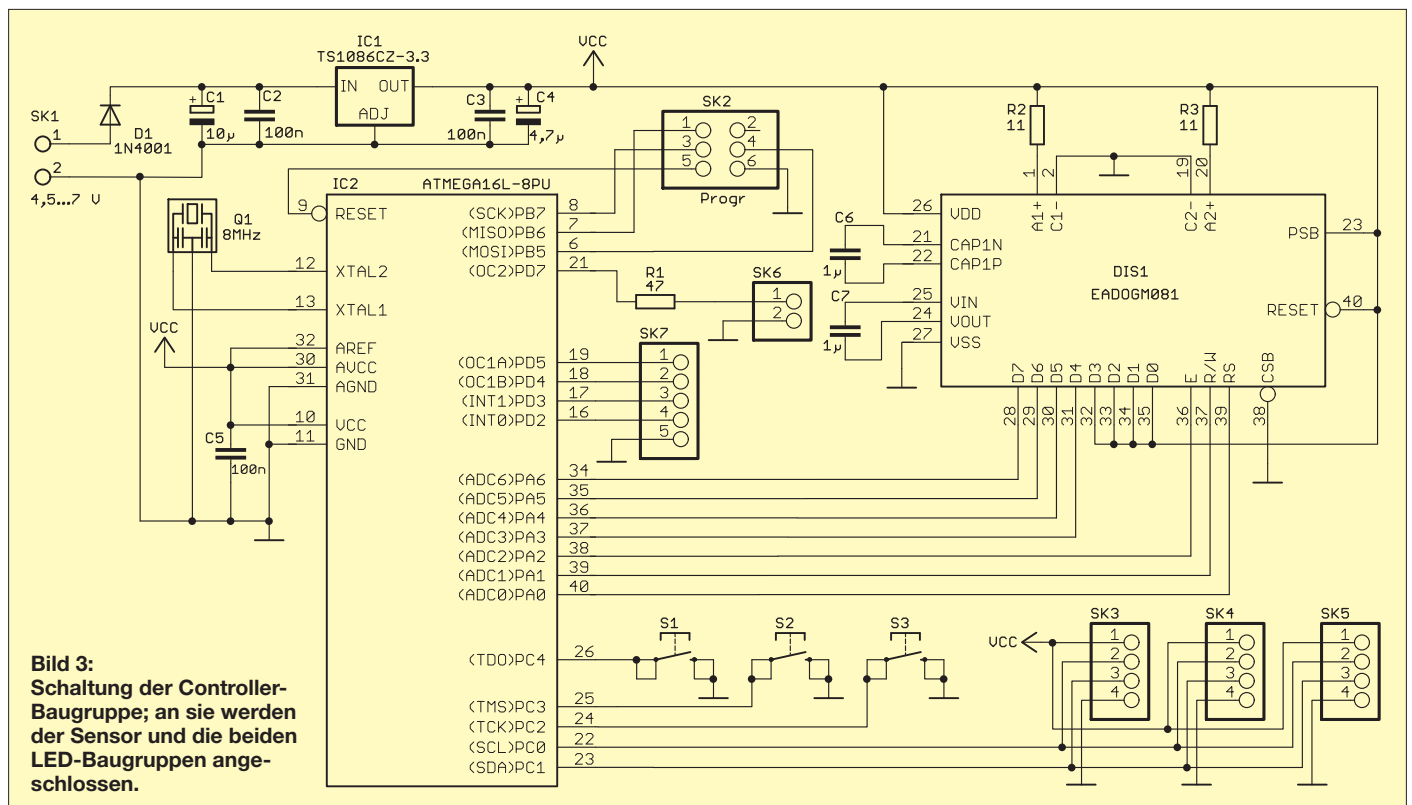 IC1
TS1086CZ-3.3
IN OUT
ADJ
VCC
SK1
1
2
4,5...7 V
D1
1N4001
C1
+
10µ
C2
100n
C3
100n
C4
+
4,7µ
SK2
1 2
3 4
5 6
Progr
R2
11
R3
11
1 2 19 20
A1+ C1- C2- A2+
IC2 ATMEGA16L-8PU
9 RESET
Q1
8MHz
12 XTAL2
13 XTAL1
VCC
32 AREF
30 AVCC
31 AGND
10 VCC
11 GND
C5
100n
(SCK)PB7 8
(MISO)PB6 7
(MOSI)PB5 6
(OC2)PD7 21
R1
47
SK6
1
2
SK7
1
2
3
4
5
(OC1A)PD5 19
(OC1B)PD4 18
(INT1)PD3 17
(INT0)PD2 16
(ADC6)PA6 34
(ADC5)PA5 35
(ADC4)PA4 36
(ADC3)PA3 37
(ADC2)PA2 38
(ADC1)PA1 39
(ADC0)PA0 40
(TDO)PC4 26
(TMS)PC3 25
(TCK)PC2 24
(SCL)PC0 22
(SDA)PC1 23
C6
1µ
C7
1µ
26 VDD
21 CAP1N
22 CAP1P
25 VIN
24 VOUT
27 VSS
DIS1
EADOGM081
PSB 23
RESET 40
D7 D6 D5 D4 D3 D2 D1 D0 E R/W RS CSB
28 29 30 31 32 33 34 35 36 37 39 38
S1
S2
S3
VCC
SK3
1
2
3
4
SK4
1
2
3
4
SK5
1
2
3
4
Bild 3:
Schaltung der Controller-
Baugruppe; an sie werden
der Sensor und die beiden
LED-Baugruppen ange-
schlossen.